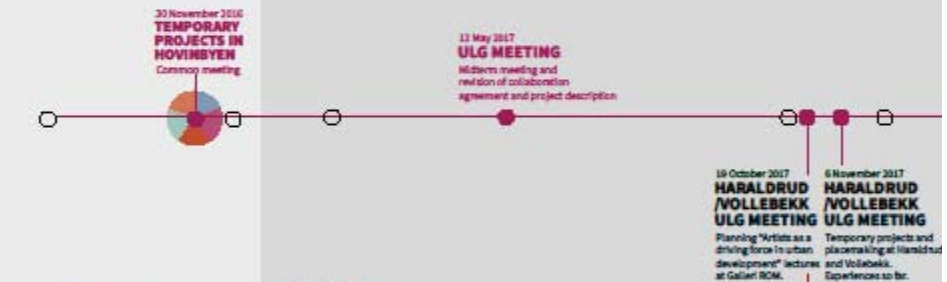 30 November 2016
TEMPORARY
PROJECTS IN
HOVINBYEN
Common meeting
12 May 2017
ULG MEETING
Midterm meeting and
revision of collaboration
agreement and project description
19 October 2017
HARALDRUD
/VOLLEBEKK
ULG MEETING
Planning "Artists as a
driving force in urban
development" lectures
at Galleri ROM.
6 November 2017
HARALDRUD
/VOLLEBEKK
ULG MEETING
Temporary projects and
placemaking at Haraldrud
and Vollebekk.
Experiences so far.